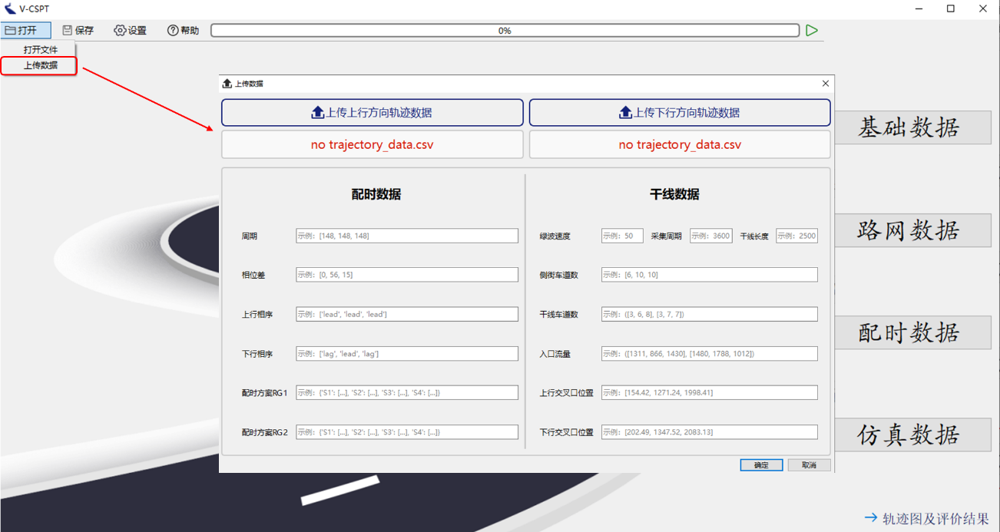 V-CSPT
打开 保存 设置 帮助 0%
打开文件
上传数据
上传数据
上传上行方向轨迹数据 上传下行方向轨迹数据
no trajectory_data.csv no trajectory_data.csv
配时数据 干线数据
周期 示例: [148, 148, 148] 绿波速度 示例: 50 采集周期 示例: 3600 干线长度 示例: 2500
相位差 示例: [0, 56, 15] 侧街车道数 示例: [6, 10, 10]
上行相序 示例: ['lead', 'lead', 'lead'] 干线车道数 示例: ([3, 6, 8], [3, 7, 7])
下行相序 示例: ['lag', 'lead', 'lag'] 入口流量 示例: ([1311, 866, 1430], [1480, 1788, 1012])
配时方案RG1 示例: {'S1': [...], 'S2': [...], 'S3': [...], 'S4': [...]} 上行交叉口位置 示例: [154.42, 1271.24, 1998.41]
配时方案RG2 示例: {'S1': [...], 'S2': [...], 'S3': [...], 'S4': [...]} 下行交叉口位置 示例: [202.49, 1347.52, 2083.13]
确定 取消
基础数据
路网数据
配时数据
仿真数据
轨迹图及评价结果